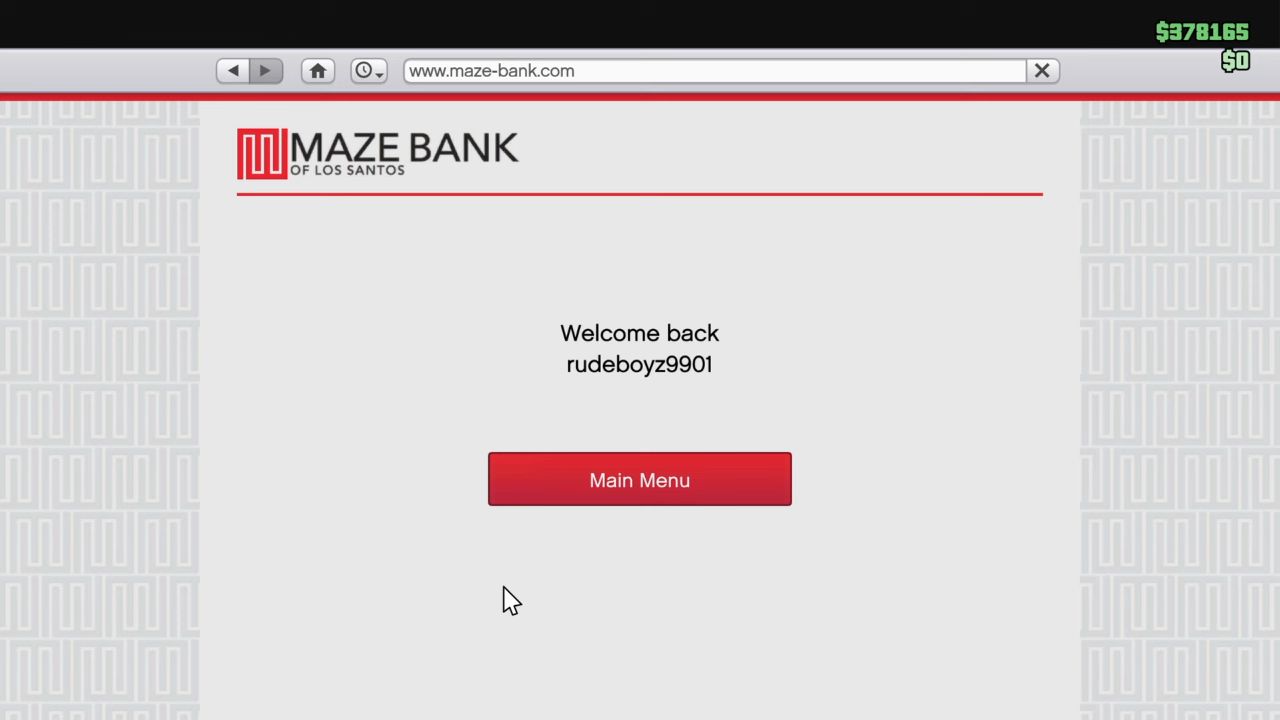 $378165
$0
www.maze-bank.com
MAZE BANK
OF LOS SANTOS
Welcome back
rudeboyz9901
Main Menu